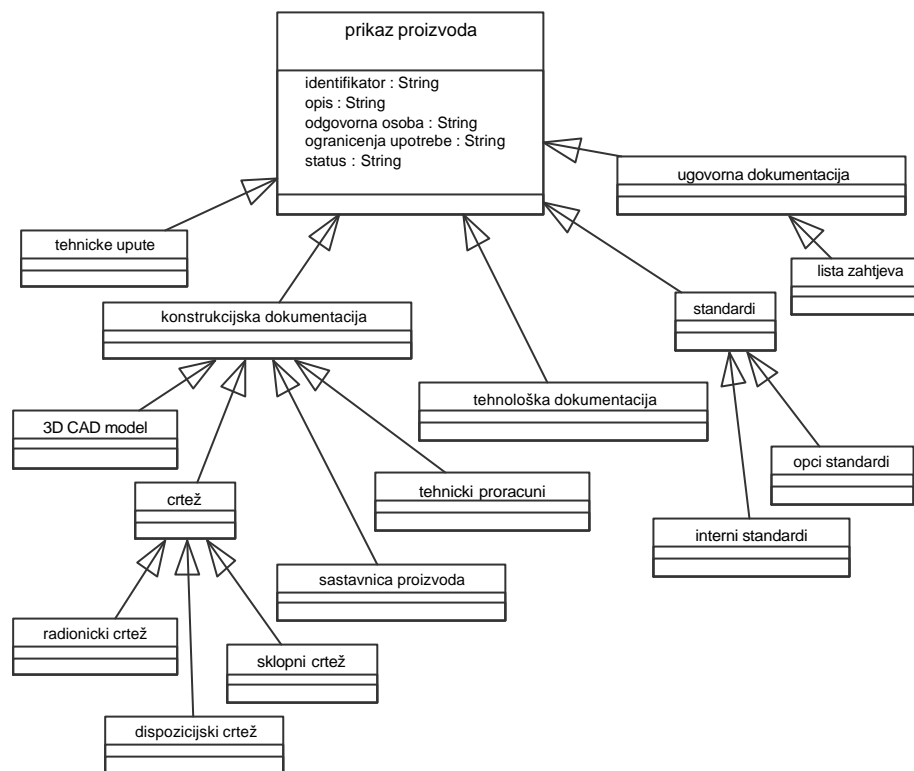 prikaz proizvoda
identifikator : String
opis : String
odgovorna osoba : String
ogranicenja upotrebe : String
status : String
ugovorna dokumentacija
tehnicke upute
lista zahtjeva
standardi
konstrukcijska dokumentacija
tehnološka dokumentacija
3D CAD model
opci standardi
crtež
tehnicki proracuni
interni standardi
sastavnica proizvoda
radionicki crtež
sklopni crtež
dispozicijski crtež